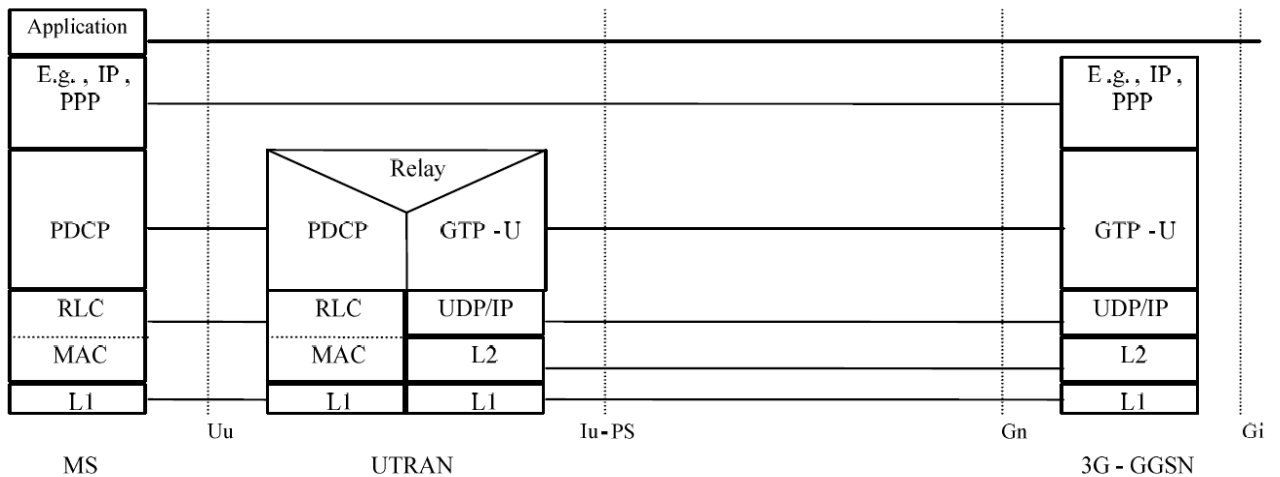 Application
E.g. , IP ,
PPP
PDCP
RLC
MAC
L1
Relay
PDCP
GTP - U
RLC
UDP/IP
MAC
L2
L1
L1
E .g. , IP ,
PPP
GTP - U
UDP/IP
L2
L1
Uu
Iu-PS
Gn
Gi
MS
UTRAN
3G - GGSN